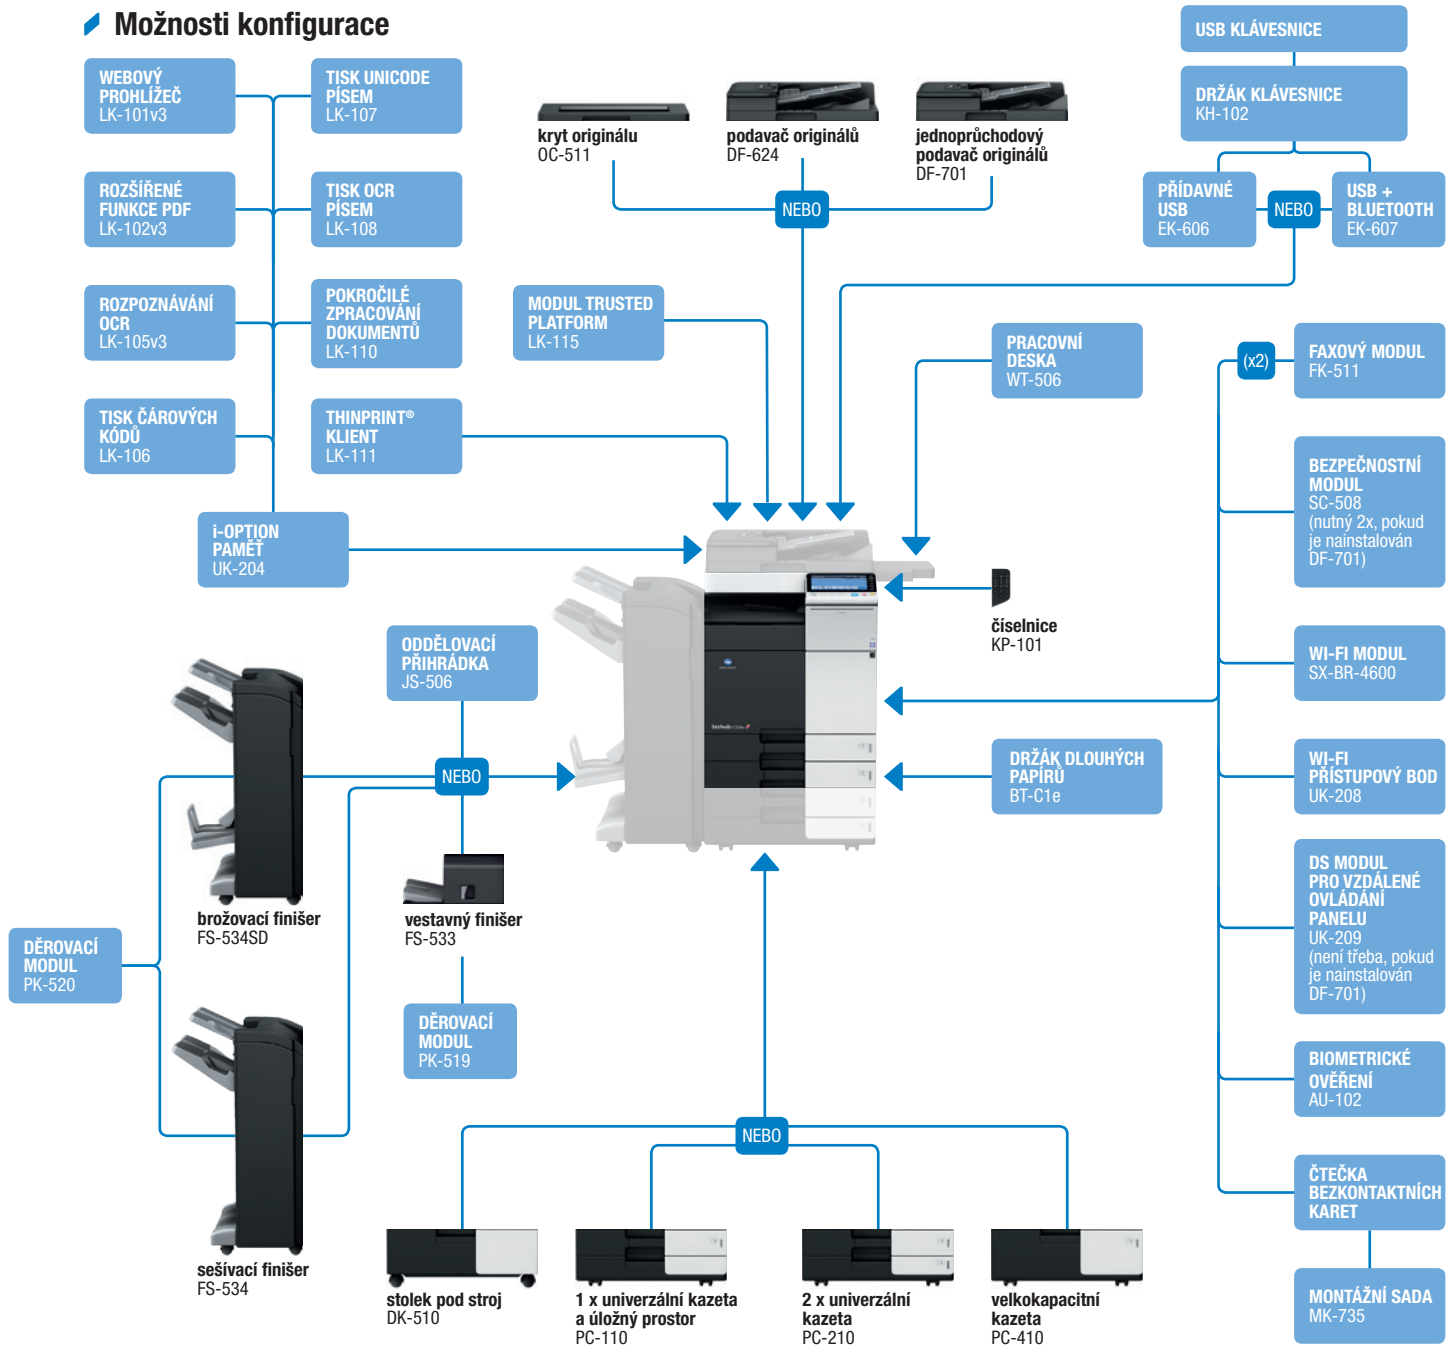 Možnosti konfigurace
WEBOVÝ
PROHLÍŽEČ
LK-101v3
TISK UNICODE
PÍSEM
LK-107
ROZŠÍŘENÉ
FUNKCE PDF
LK-102v3
TISK OCR
PÍSEM
LK-108
ROZPOZNÁVÁNÍ
OCR
LK-105v3
POKROČILÉ
ZPRACOVÁNÍ
DOKUMENTŮ
LK-110
TISK ČÁROVÝCH
KÓDŮ
LK-106
THINPRINT®
KLIENT
LK-111
i-OPTION
PAMĚŤ
UK-204
kryt originálu
OC-511
podavač originálů
DF-624
jednoprůchodový
podavač originálů
DF-701
NEBO
MODUL TRUSTED
PLATFORM
LK-115
USB KLÁVESNICE
DRŽÁK KLÁVESNICE
KH-102
PŘÍDAVNÉ
USB
EK-606
NEBO
USB +
BLUETOOTH
EK-607
PRACOVNÍ
DESKA
WT-506
(x2)
FAXOVÝ MODUL
FK-511
BEZPEČNOSTNÍ
MODUL
SC-508
(nutný 2x, pokud
je nainstalován
DF-701)
číselnice
KP-101
WI-FI MODUL
SX-BR-4600
WI-FI
PŘÍSTUPOVÝ BOD
UK-208
DRŽÁK DLOUHÝCH
PAPÍRŮ
BT-C1e
DS MODUL
PRO VZDÁLENÉ
OVLÁDÁNÍ
PANELU
UK-209
(není třeba, pokud
je nainstalován
DF-701)
BIOMETRICKÉ
OVĚŘENÍ
AU-102
ČTEČKA
BEZKONTAKTNÍCH
KARET
MONTÁŽNÍ SADA
MK-735
ODDĚLOVACÍ
PŘIHRÁDKA
JS-506
NEBO
bizhub
brožovací finišer
FS-534SD
vestavný finišer
FS-533
DĚROVACÍ
MODUL
PK-520
DĚROVACÍ
MODUL
PK-519
sešívací finišer
FS-534
NEBO
stolek pod stroj
DK-510
1 x univerzální kazeta
a úložný prostor
PC-110
2 x univerzální
kazeta
PC-210
velkokapacitní
kazeta
PC-410